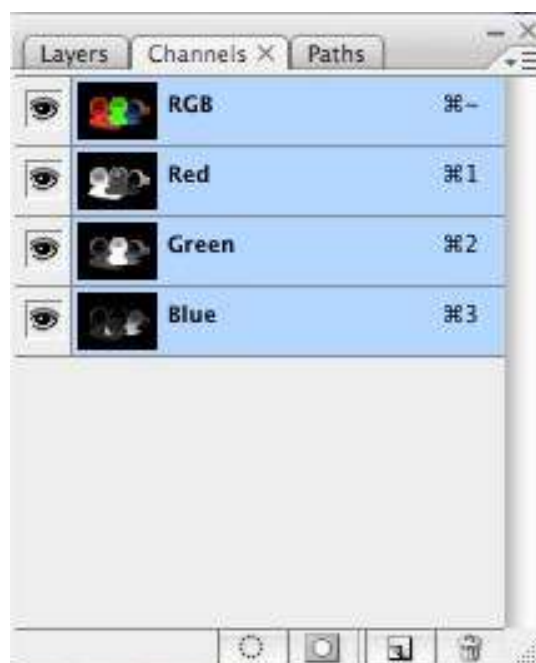 Layers Channels × Paths
RGB ⌘~
Red ⌘1
Green ⌘2
Blue ⌘3